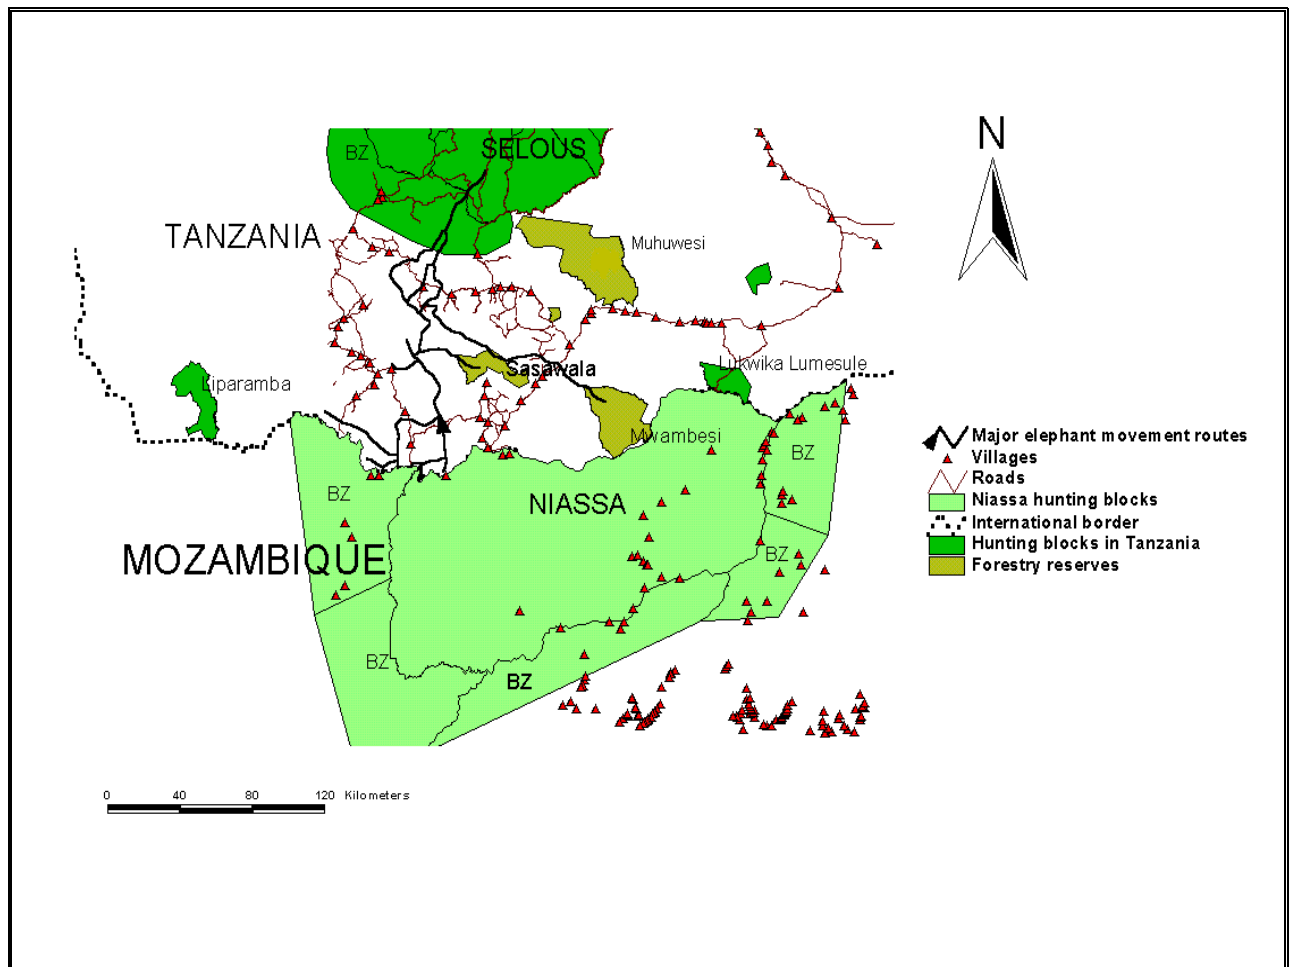 N
BZ
SELOUS
TANZANIA
Muhuwesi
Liparamba
Sasawala
Lukwika Lumesule
Mwambesi
BZ
BZ
NIASSA
MOZAMBIQUE
BZ
BZ
BZ
Major elephant movement routes
Villages
Roads
Niassa hunting blocks
International border
Hunting blocks in Tanzania
Forestry reserves
0 40 80 120 Kilometers